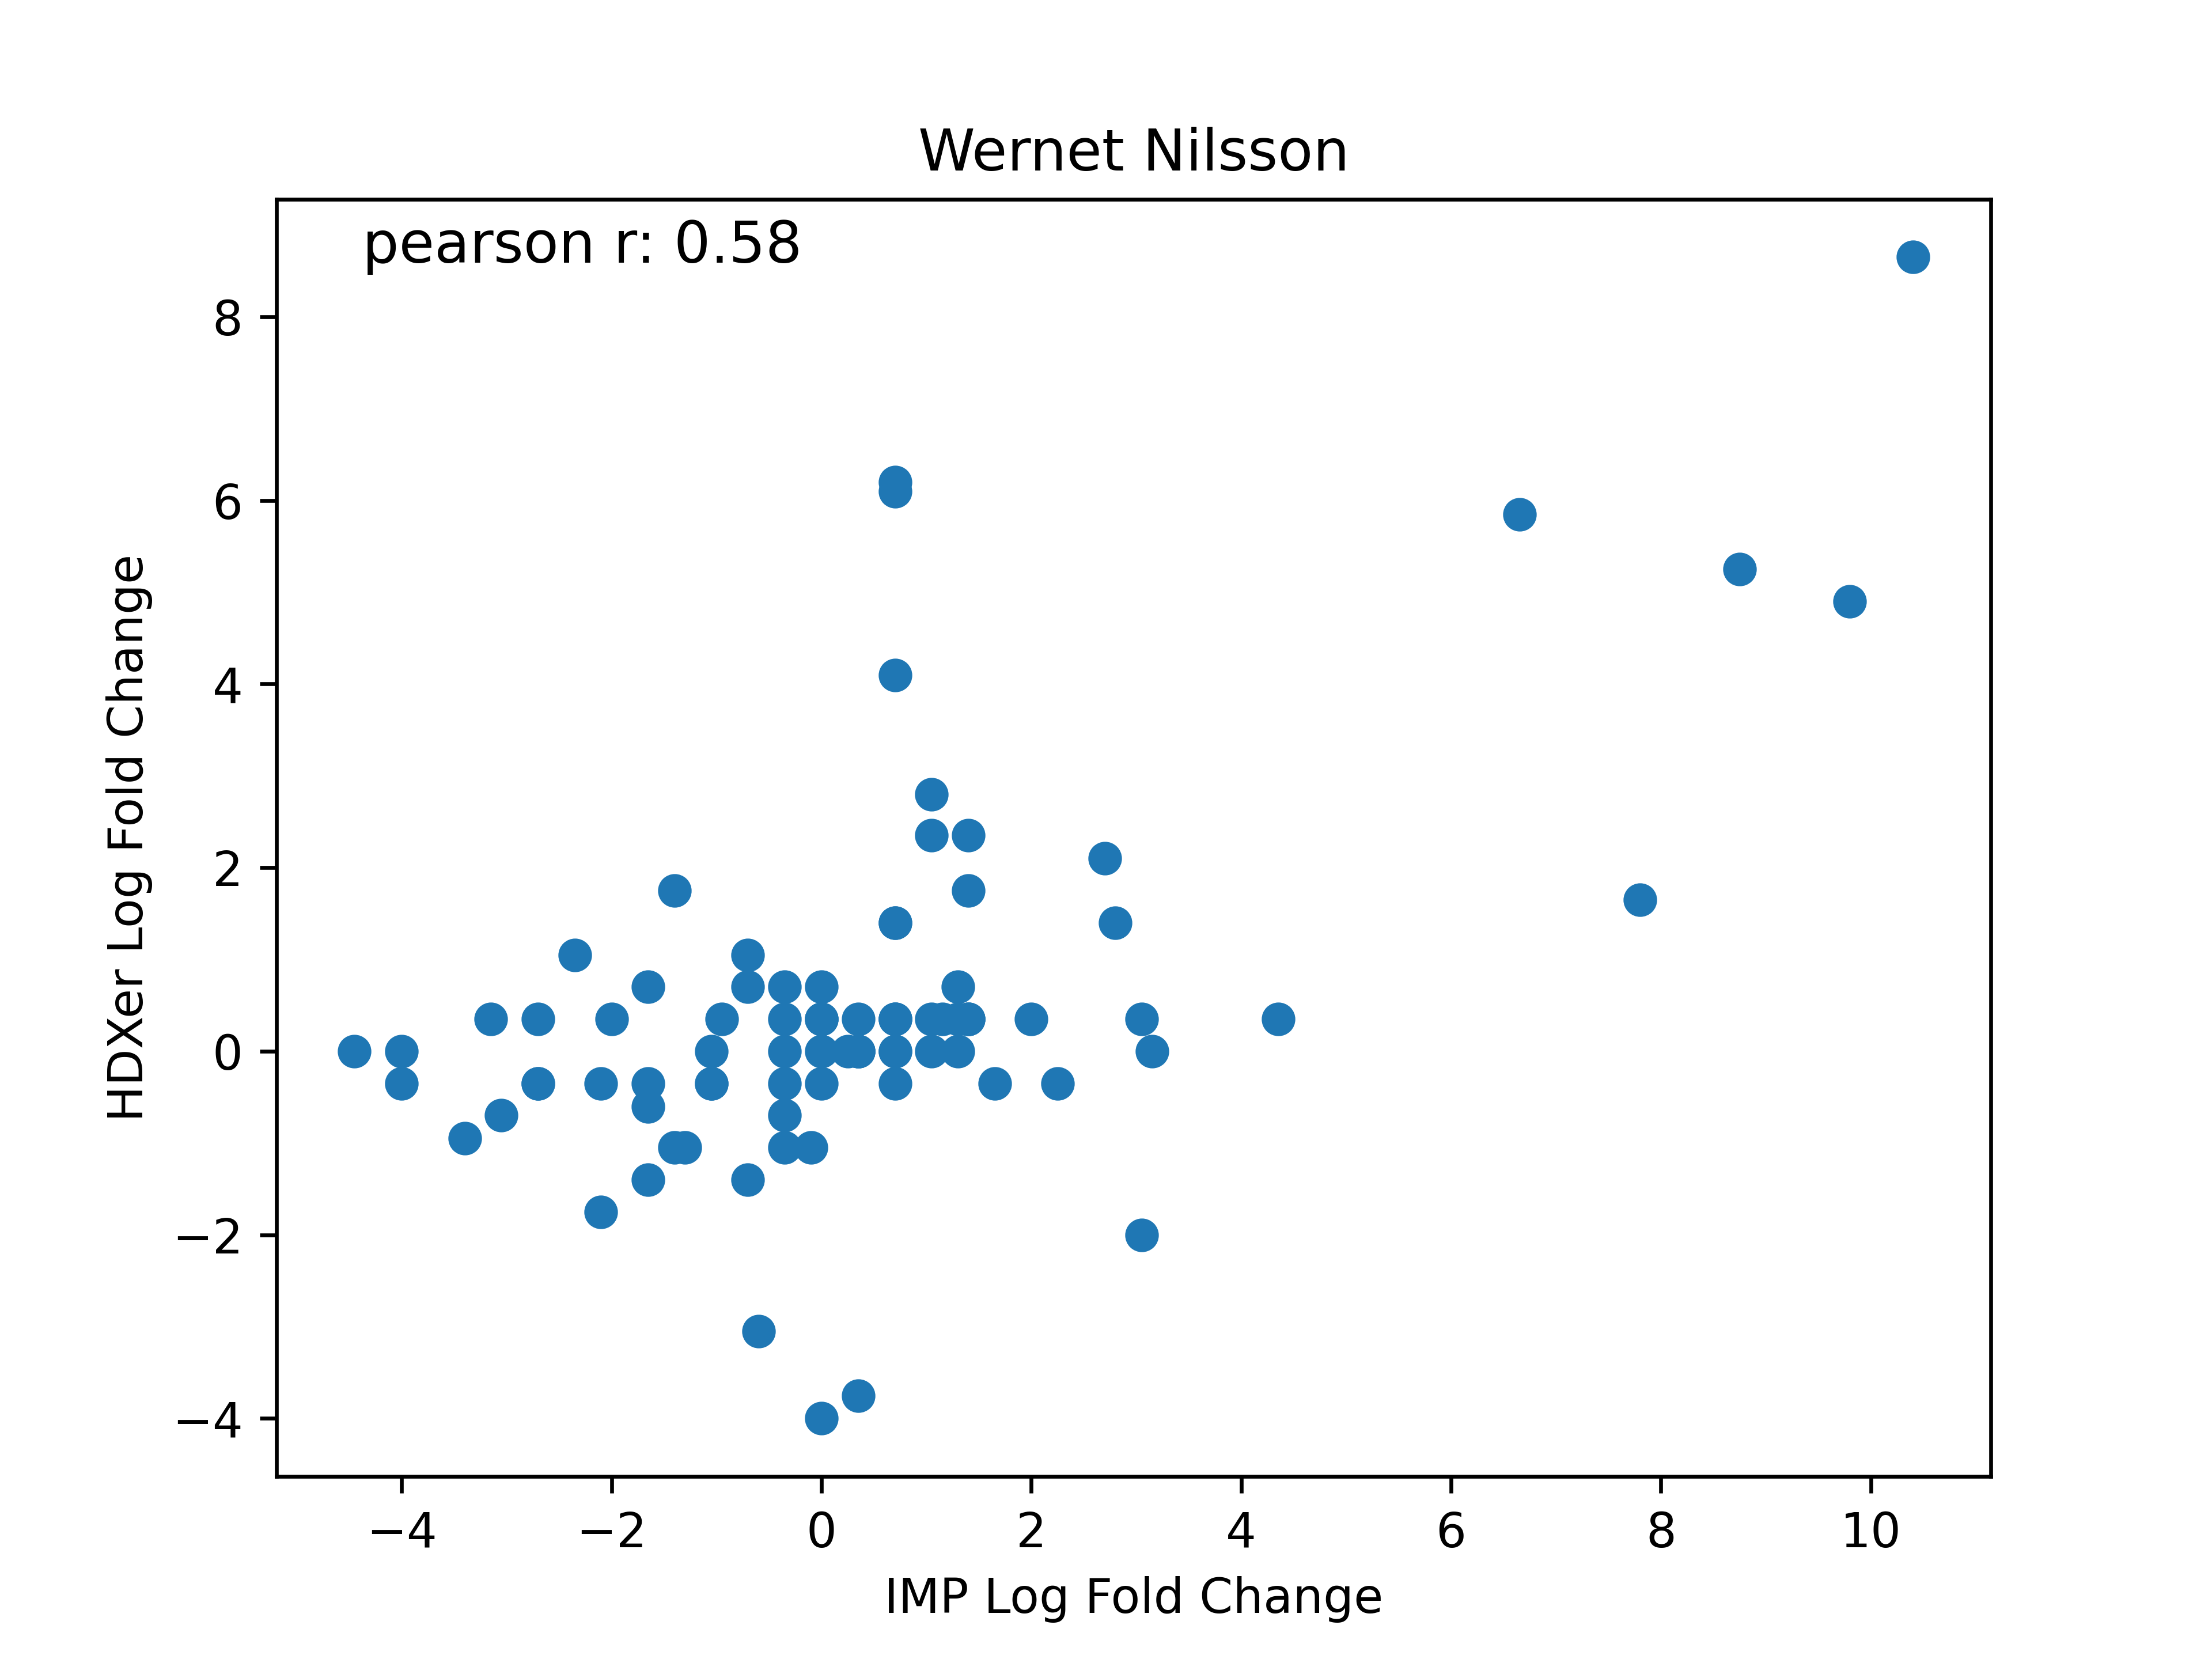 Wernet Nilsson
pearson r: 0.58
8
6
4
2
0
−2
−4
HDXer Log Fold Change
−4 −2 0 2 4 6 8 10
IMP Log Fold Change